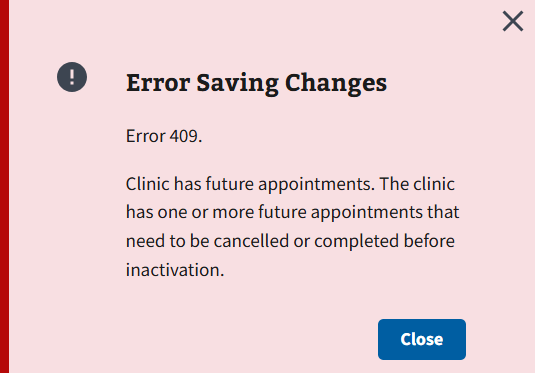 Error Saving Changes
Error 409.
Clinic has future appointments. The clinic
has one or more future appointments that
need to be cancelled or completed before
inactivation.
Close